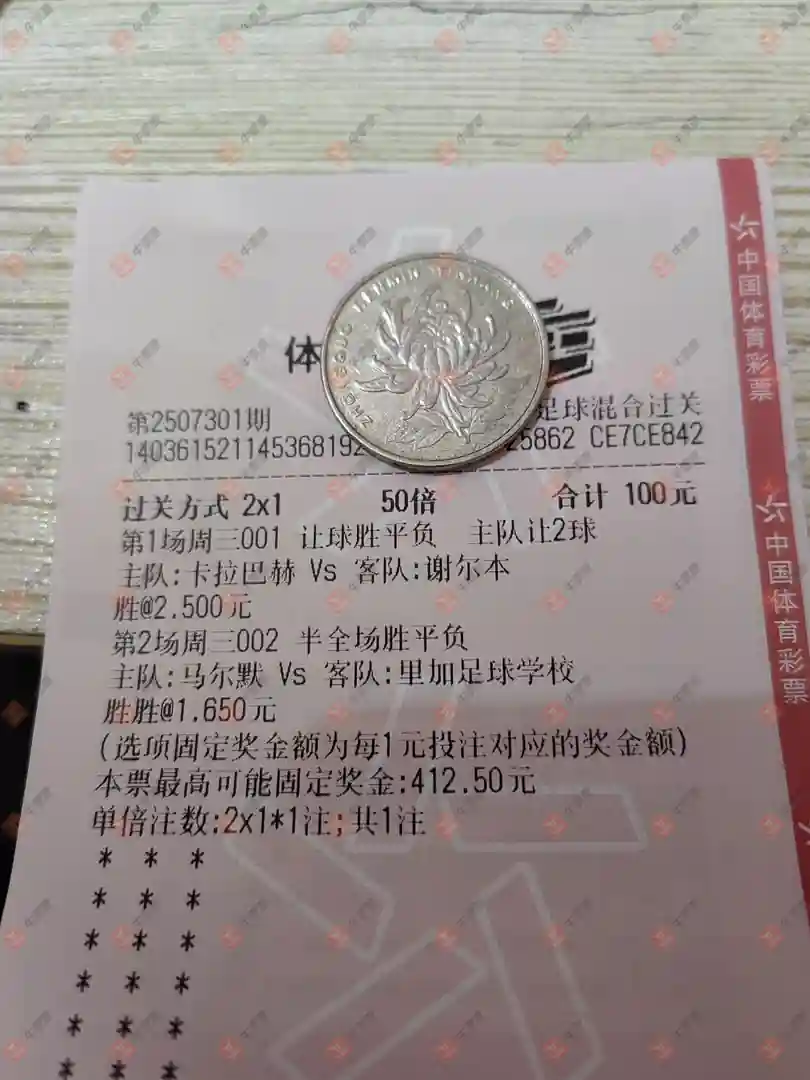 体
第2507301期
足球混合过关
14036152114536819
25862 CE7CE842
过关方式 2x1 50倍 合计 100元
第1场周三001 让球胜平负 主队让2球
主队:卡拉巴赫 Vs 客队:谢尔本
胜@2.500元
第2场周三002 半全场胜平负
主队:马尔默 Vs 客队:里加足球学校
胜胜@1.650元
(选项固定奖金额为每1元投注对应的奖金额)
本票最高可能固定奖金:412.50元
单倍注数:2x1*1注;共1注
* * *
* * *
* * *
* * *
* * *
* * *
中国体育彩票
中国体育彩票